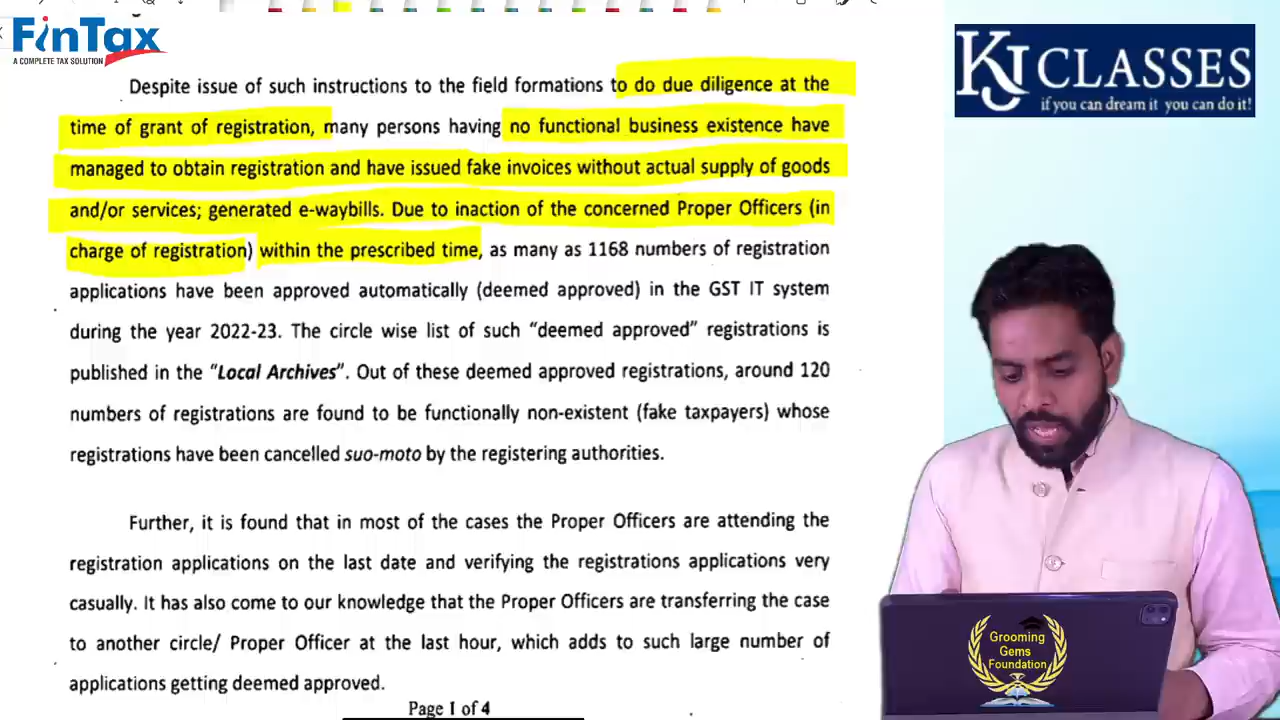 FinTax
A COMPLETE TAX SOLUTION
KJ CLASSES
if you can dream it you can do it!
Despite issue of such instructions to the field formations to do due diligence at the
time of grant of registration, many persons having no functional business existence have
managed to obtain registration and have issued fake invoices without actual supply of goods
and/or services; generated e-waybills. Due to inaction of the concerned Proper Officers (in
charge of registration) within the prescribed time, as many as 1168 numbers of registration
applications have been approved automatically (deemed approved) in the GST IT system
during the year 2022-23. The circle wise list of such “deemed approved” registrations is
published in the “Local Archives”. Out of these deemed approved registrations, around 120
numbers of registrations are found to be functionally non-existent (fake taxpayers) whose
registrations have been cancelled suo-moto by the registering authorities.
Further, it is found that in most of the cases the Proper Officers are attending the
registration applications on the last date and verifying the registrations applications very
casually. It has also come to our knowledge that the Proper Officers are transferring the case
to another circle/ Proper Officer at the last hour, which adds to such large number of
applications getting deemed approved.
Page 1 of 4
Grooming
Gems
Foundation